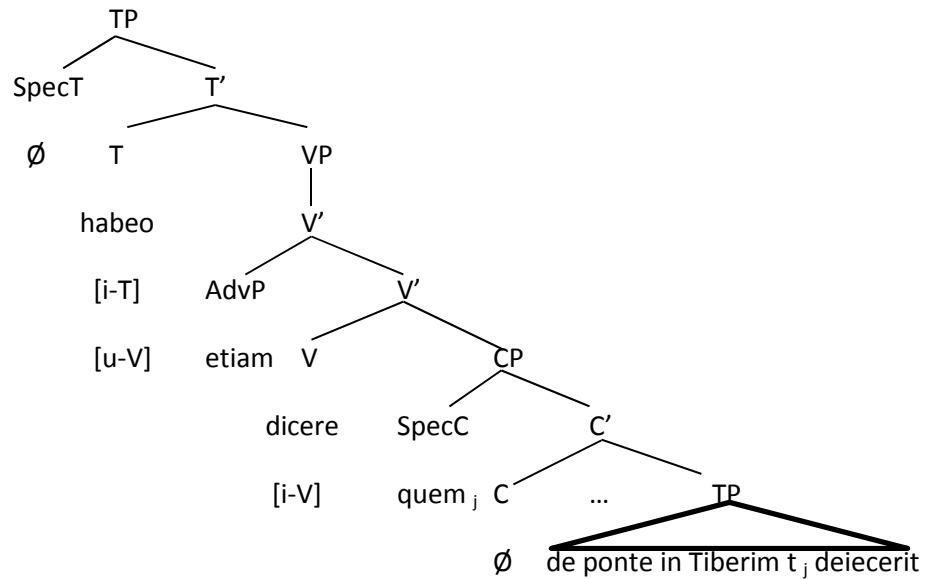 TP
SpecT T’
Ø T VP
habeo V’
[i-T] AdvP V’
[u-V] etiam V CP
dicere SpecC C’
[i-V] quem j C ... TP
Ø de ponte in Tiberim t j deiecerit